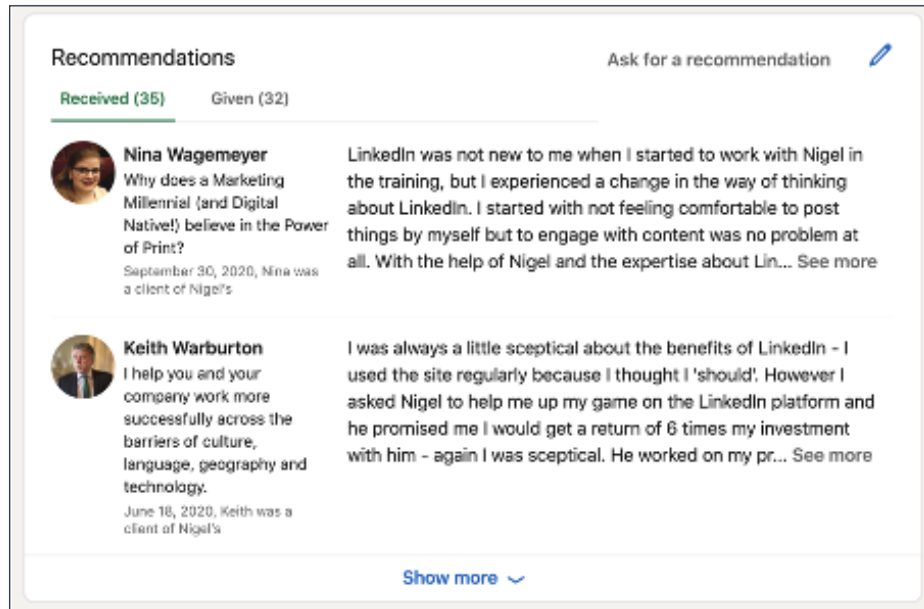 Recommendations
Ask for a recommendation
Received (35)
Given (32)
Nina Wagemeyer
Why does a Marketing
Millennial (and Digital
Native!) believe in the Power
of Print?
September 30, 2020, Nina was
a client of Nigel's
LinkedIn was not new to me when I started to work with Nigel in
the training, but I experienced a change in the way of thinking
about LinkedIn. I started with not feeling comfortable to post
things by myself but to engage with content was no problem at
all. With the help of Nigel and the expertise about Lin... See more
Keith Warburton
I help you and your
company work more
successfully across the
barriers of culture,
language, geography and
technology.
June 18, 2020, Keith was a
client of Nigel's
I was always a little sceptical about the benefits of LinkedIn - I
used the site regularly because I thought I 'should'. However I
asked Nigel to help me up my game on the LinkedIn platform and
he promised me I would get a return of 6 times my investment
with him - again I was sceptical. He worked on my pr... See more
Show more